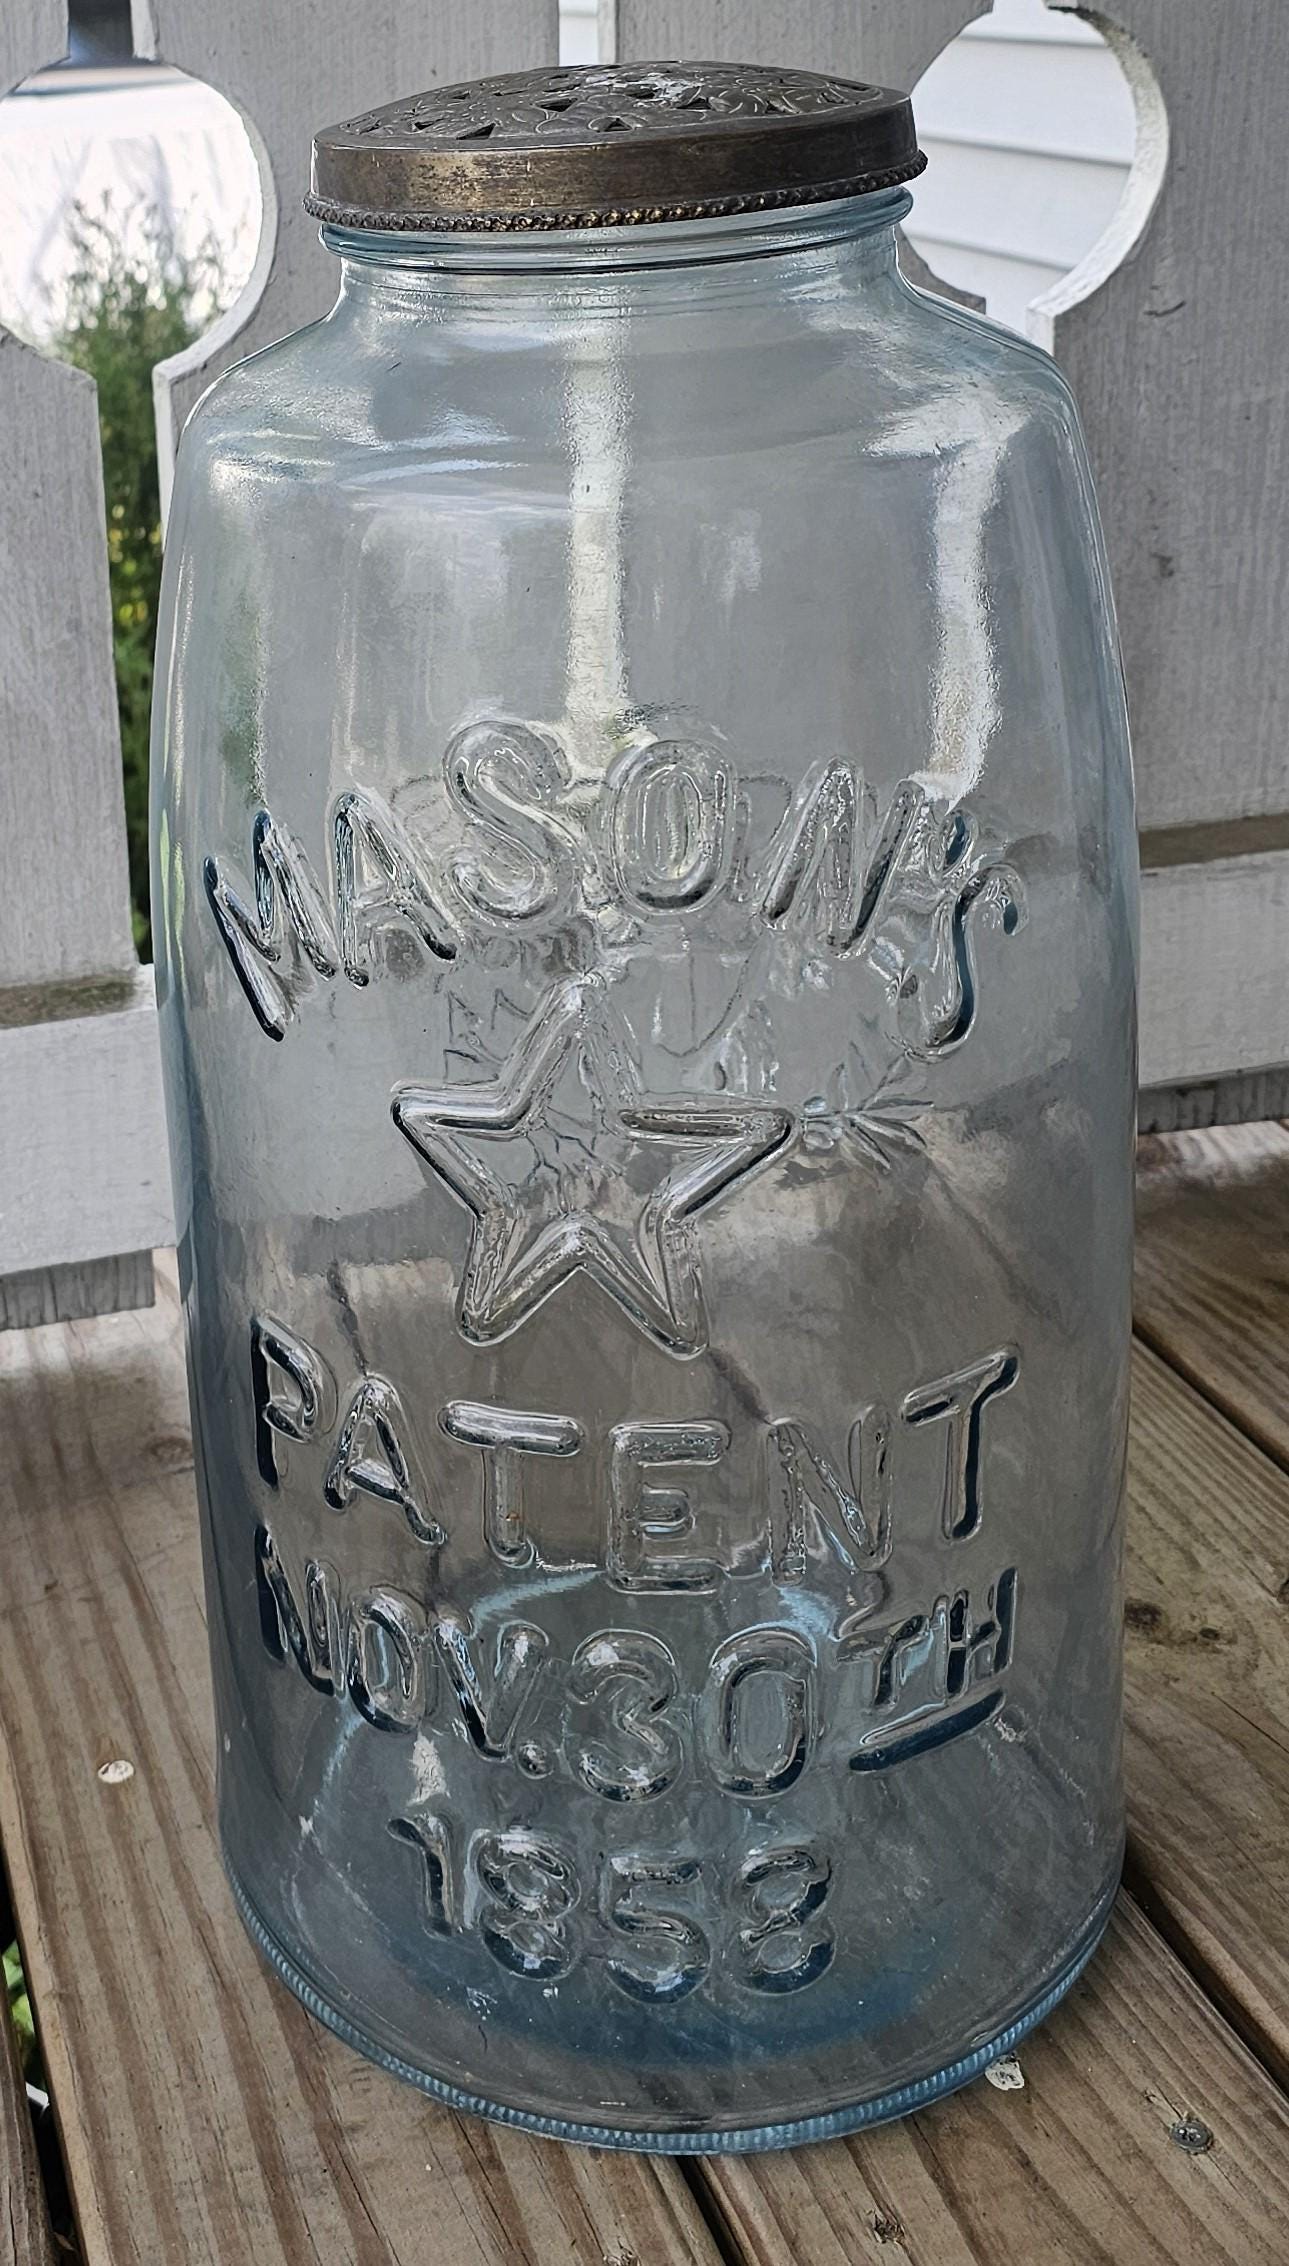 MASON'S
PATENT
NOV. 30TH
1858